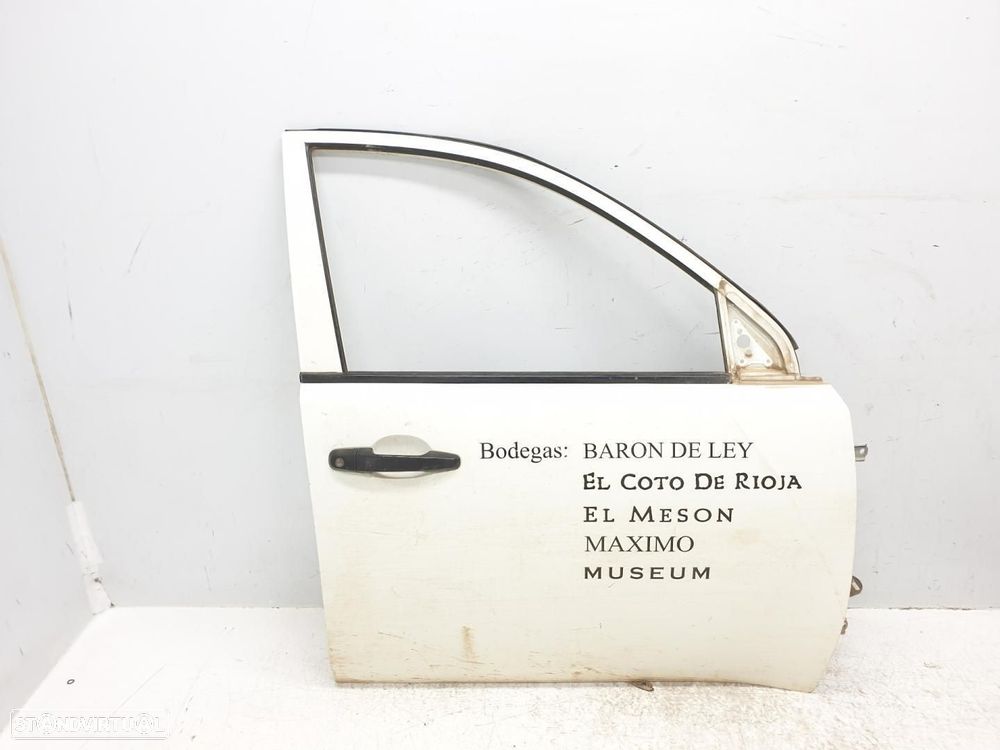 Bodegas: BARON DE LEY
EL COTO DE RIOJA
EL MESON
MAXIMO
MUSEUM
STANDVIRTUAL